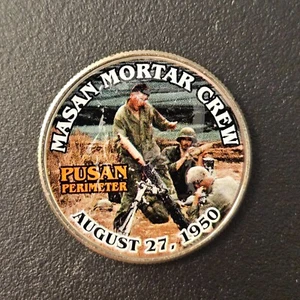 MASAN MORTAR CREW
PUSAN
PERIMETER
AUGUST 27, 1950